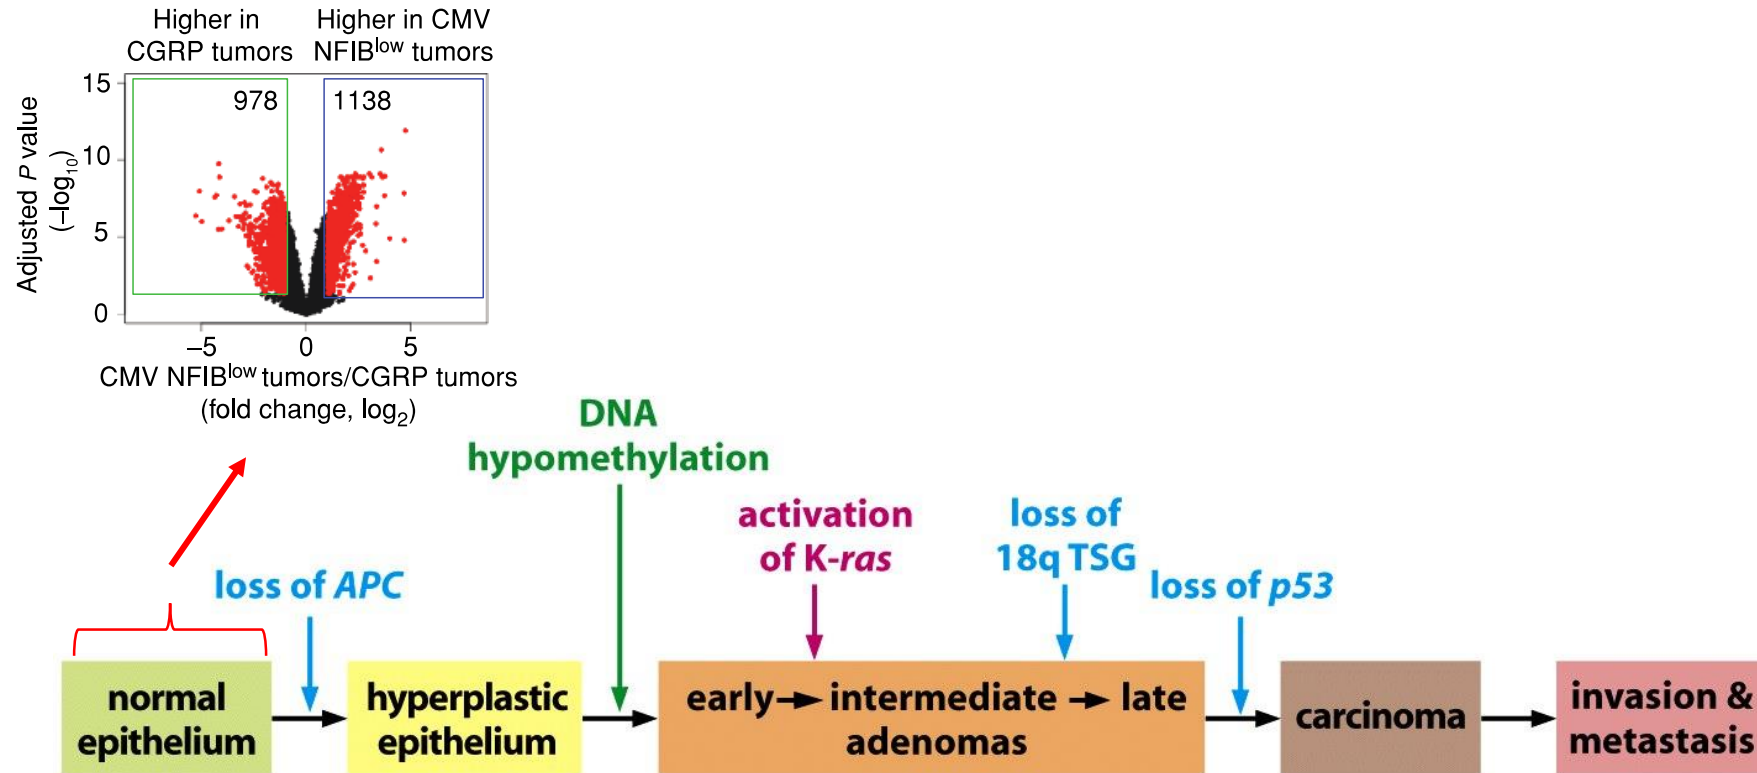 Higher in
CGRP tumors
Higher in CMV
NFIBlow tumors
978
1138
15
10
5
0
Adjusted P value
(–log10)
–5
0
5
CMV NFIBlow tumors/CGRP tumors
(fold change, log2)
DNA
hypomethylation
activation
of K-ras
loss of
18q TSG
loss of APC
loss of p53
normal
epithelium
hyperplastic
epithelium
early → intermediate → late
adenomas
carcinoma
invasion &
metastasis